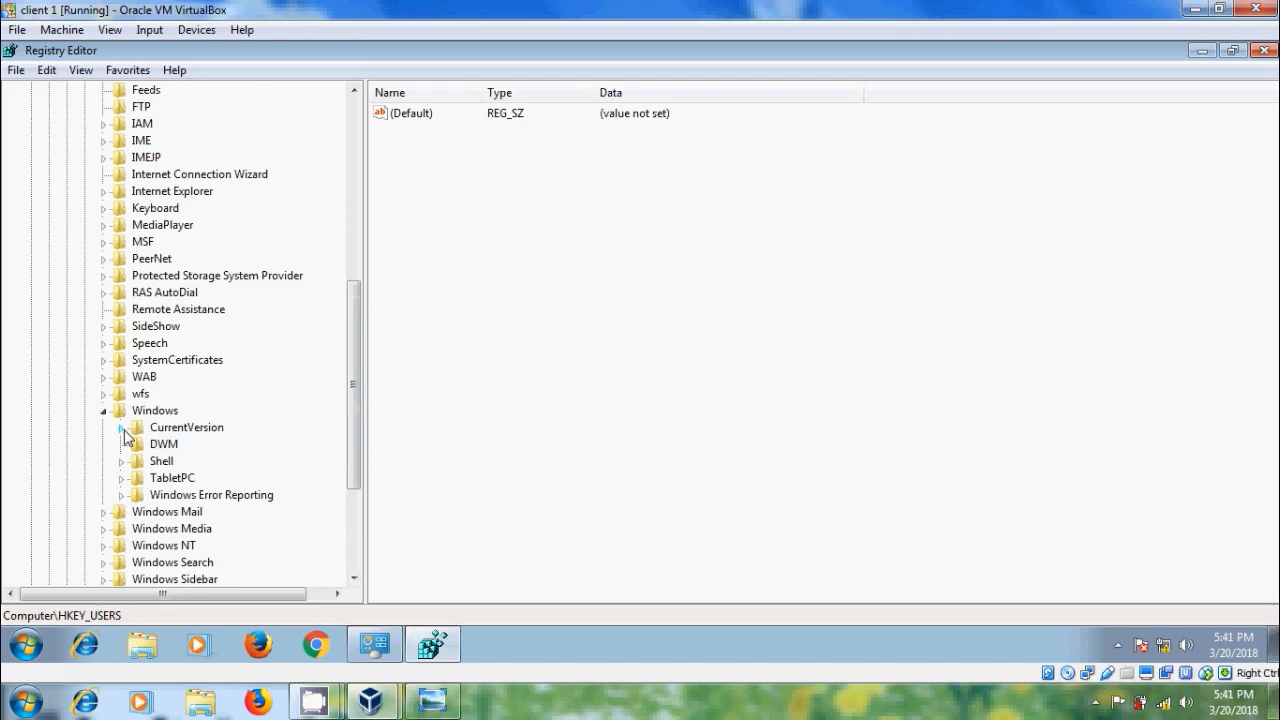 client 1 [Running] - Oracle VM VirtualBox
File Machine View Input Devices Help
Registry Editor
File Edit View Favorites Help
Feeds
FTP
IAM
IME
IMEJP
Internet Connection Wizard
Internet Explorer
Keyboard
MediaPlayer
MSF
PeerNet
Protected Storage System Provider
RAS AutoDial
Remote Assistance
SideShow
Speech
SystemCertificates
WAB
wfs
Windows
CurrentVersion
DWM
Shell
TabletPC
Windows Error Reporting
Windows Mail
Windows Media
Windows NT
Windows Search
Windows Sidebar
Name Type Data
ab (Default) REG_SZ (value not set)
Computer\HKEY_USERS
5:41 PM
3/20/2018
Right Ctrl
5:41 PM
3/20/2018